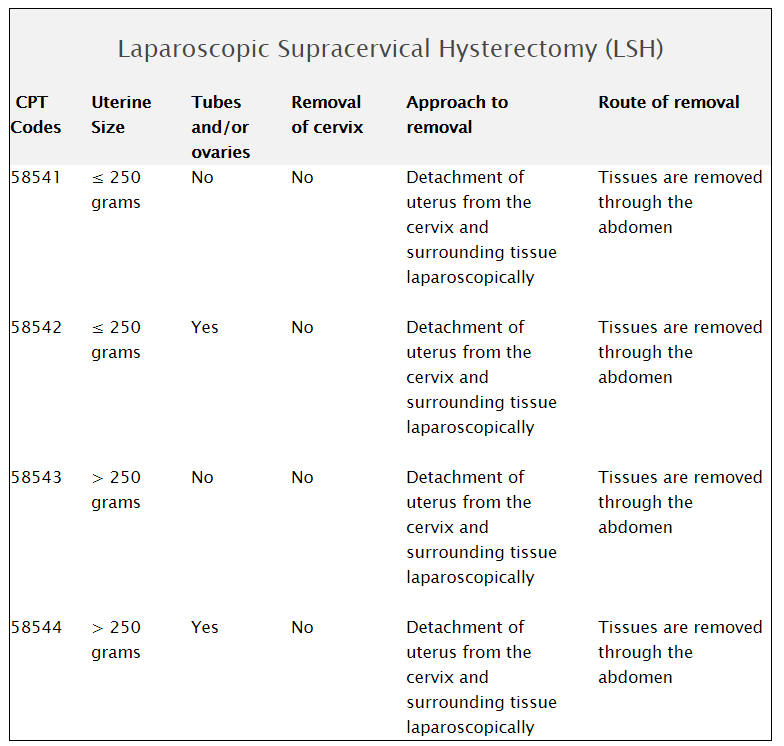 Laparoscopic Supracervical Hysterectomy (LSH)
CPT Uterine Tubes Removal Approach to Route of removal
Codes Size and/or of cervix removal
ovaries
58541 ≤ 250 No No Detachment of Tissues are removed
grams uterus from the through the
cervix and abdomen
surrounding tissue
laparoscopically
58542 ≤ 250 Yes No Detachment of Tissues are removed
grams uterus from the through the
cervix and abdomen
surrounding tissue
laparoscopically
58543 > 250 No No Detachment of Tissues are removed
grams uterus from the through the
cervix and abdomen
surrounding tissue
laparoscopically
58544 > 250 Yes No Detachment of Tissues are removed
grams uterus from the through the
cervix and abdomen
surrounding tissue
laparoscopically